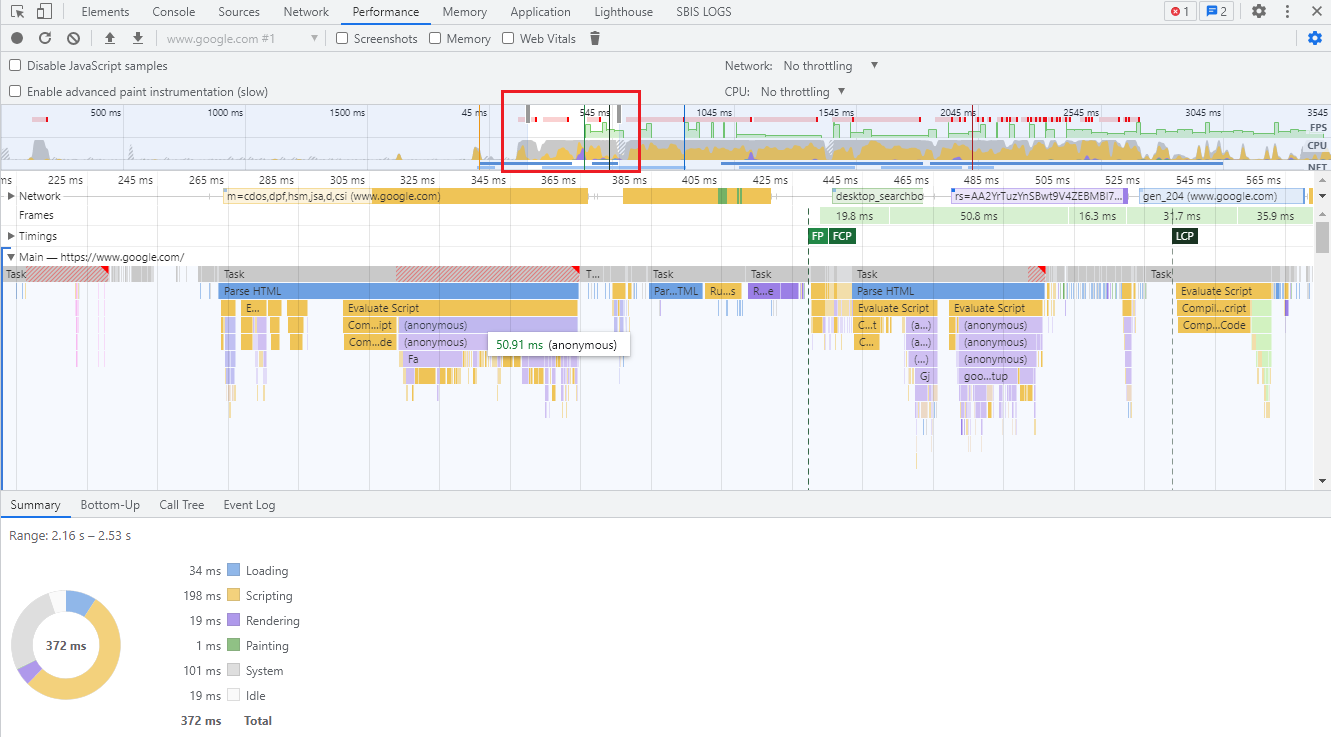 Elements Console Sources Network Performance Memory Application Lighthouse SBIS LOGS 1 2
www.google.com #1 Screenshots Memory Web Vitals
Disable JavaScript samples Network: No throttling
Enable advanced paint instrumentation (slow) CPU: No throttling
500 ms 1000 ms 1500 ms 45 ms 545 ms 1045 ms 1545 ms 2045 ms 2545 ms 3045 ms 3545
FPS
CPU
NET
ms 225 ms 245 ms 265 ms 285 ms 305 ms 325 ms 345 ms 365 ms 385 ms 405 ms 425 ms 445 ms 465 ms 485 ms 505 ms 525 ms 545 ms 565 ms
Network m=cdos,dpf,hsm,jsa,d,csi (www.google.com) desktop_searchbo rs=AA2YrTuzYnSBwt9V4ZEBMBI7... gen_204 (www.google.com)
Frames 19.8 ms 50.8 ms 16.3 ms 31.7 ms 35.9 ms
Timings FP FCP LCP
Main — https://www.google.com/
Task Task T... Task Task Task Task
Parse HTML Par...TML Ru...s R...e Parse HTML Evaluate Script
E... Evaluate Script Evaluate Script Evaluate Script Compil...cript
Com...ipt (anonymous) C...t (a...) (anonymous) Comp...Code
Com...de (anonymous) 50.91 ms (anonymous) C... (a...) (anonymous)
Fa (...) (anonymous)
Gj goo...tup
Summary Bottom-Up Call Tree Event Log
Range: 2.16 s – 2.53 s
34 ms Loading
198 ms Scripting
19 ms Rendering
372 ms
1 ms Painting
101 ms System
19 ms Idle
372 ms Total